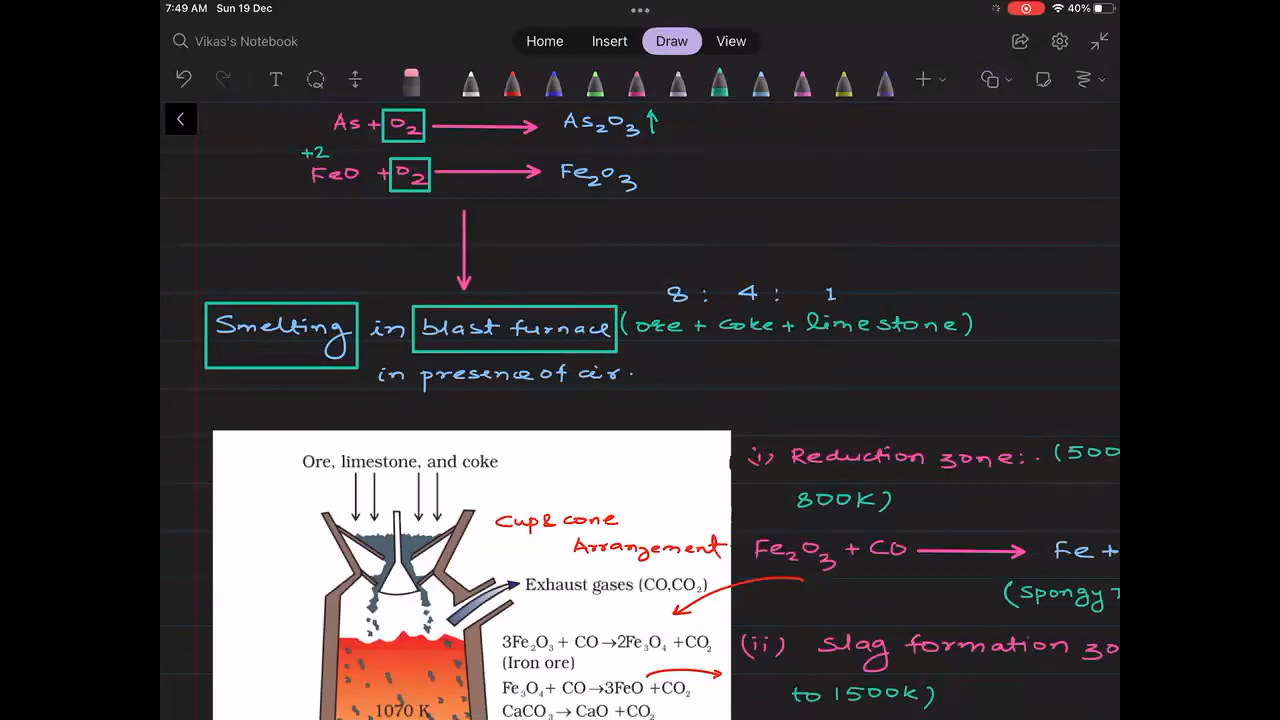 7:49 AM Sun 19 Dec
40%
Vikas's Notebook
Home Insert Draw View
As + O₂ → As₂O₃ ↑
+2
FeO + O₂ → Fe₂O₃
8 : 4 : 1
Smelting in blast furnace (ore + coke + limestone)
in presence of air.
Ore, limestone, and coke
Cup & cone
Arrangement
Exhaust gases (CO,CO₂)
3Fe₂O₃ + CO → 2Fe₃O₄ + CO₂
(Iron ore)
Fe₃O₄ + CO → 3FeO + CO₂
CaCO₃ → CaO + CO₂
1070 K
i) Reduction zone:. (500
800K)
Fe₂O₃ + CO → Fe +
(Spongy
(ii) Slag formation zo
to 1500K)